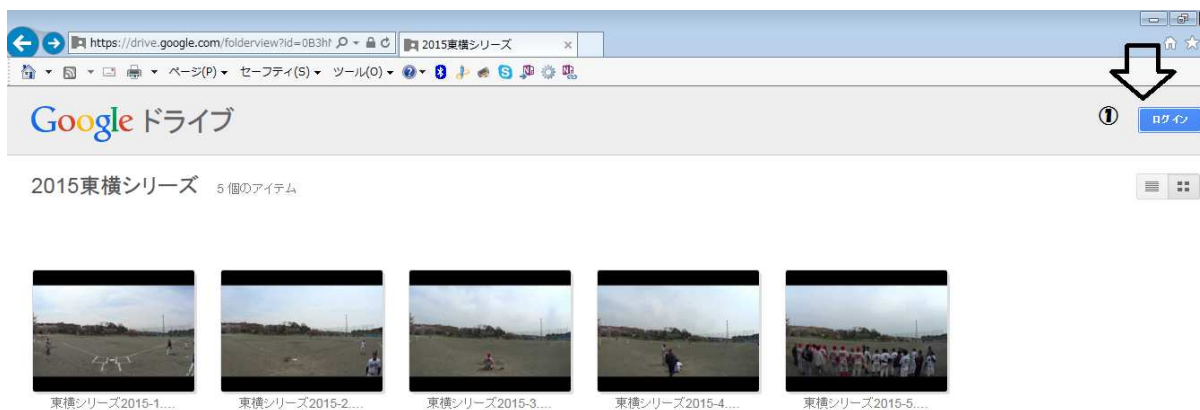 https://drive.google.com/folderview?id=0B3h
2015東横シリーズ
ページ(P) セーフティ(S) ツール(O)
Google ドライブ
①
ログイン
2015東横シリーズ 5 個のアイテム
東横シリーズ2015-1.... 東横シリーズ2015-2.... 東横シリーズ2015-3.... 東横シリーズ2015-4.... 東横シリーズ2015-5....